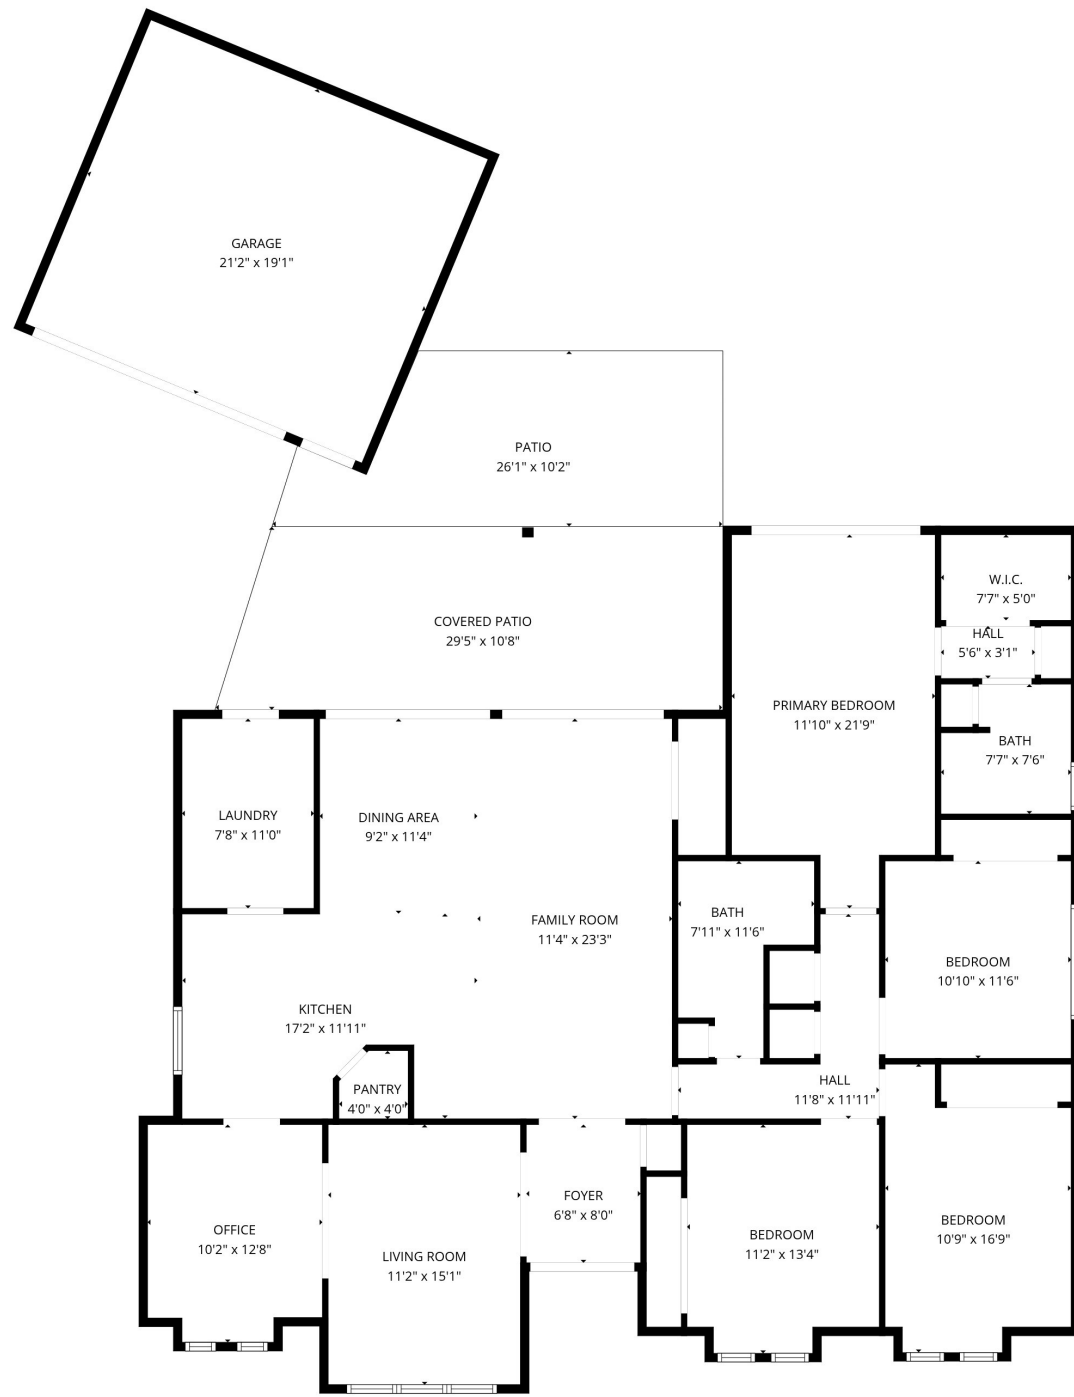 GARAGE
21'2" x 19'1"
PATIO
26'1" x 10'2"
COVERED PATIO
29'5" x 10'8"
W.I.C.
7'7" x 5'0"
HALL
5'6" x 3'1"
PRIMARY BEDROOM
11'10" x 21'9"
BATH
7'7" x 7'6"
LAUNDRY
7'8" x 11'0"
DINING AREA
9'2" x 11'4"
FAMILY ROOM
11'4" x 23'3"
BATH
7'11" x 11'6"
BEDROOM
10'10" x 11'6"
KITCHEN
17'2" x 11'11"
PANTRY
4'0" x 4'0"
HALL
11'8" x 11'11"
OFFICE
10'2" x 12'8"
LIVING ROOM
11'2" x 15'1"
FOYER
6'8" x 8'0"
BEDROOM
11'2" x 13'4"
BEDROOM
10'9" x 16'9"